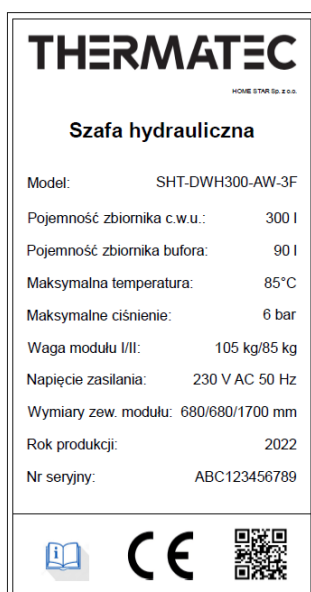 THERMATEC
HOME STAR Sp. z o.o.
Szafa hydrauliczna
Model: SHT-DWH300-AW-3F
Pojemność zbiornika c.w.u.: 300 l
Pojemność zbiornika bufora: 90 l
Maksymalna temperatura: 85°C
Maksymalne ciśnienie: 6 bar
Waga modułu I/II: 105 kg/85 kg
Napięcie zasilania: 230 V AC 50 Hz
Wymiary zew. modułu: 680/680/1700 mm
Rok produkcji: 2022
Nr seryjny: ABC123456789
i
CE